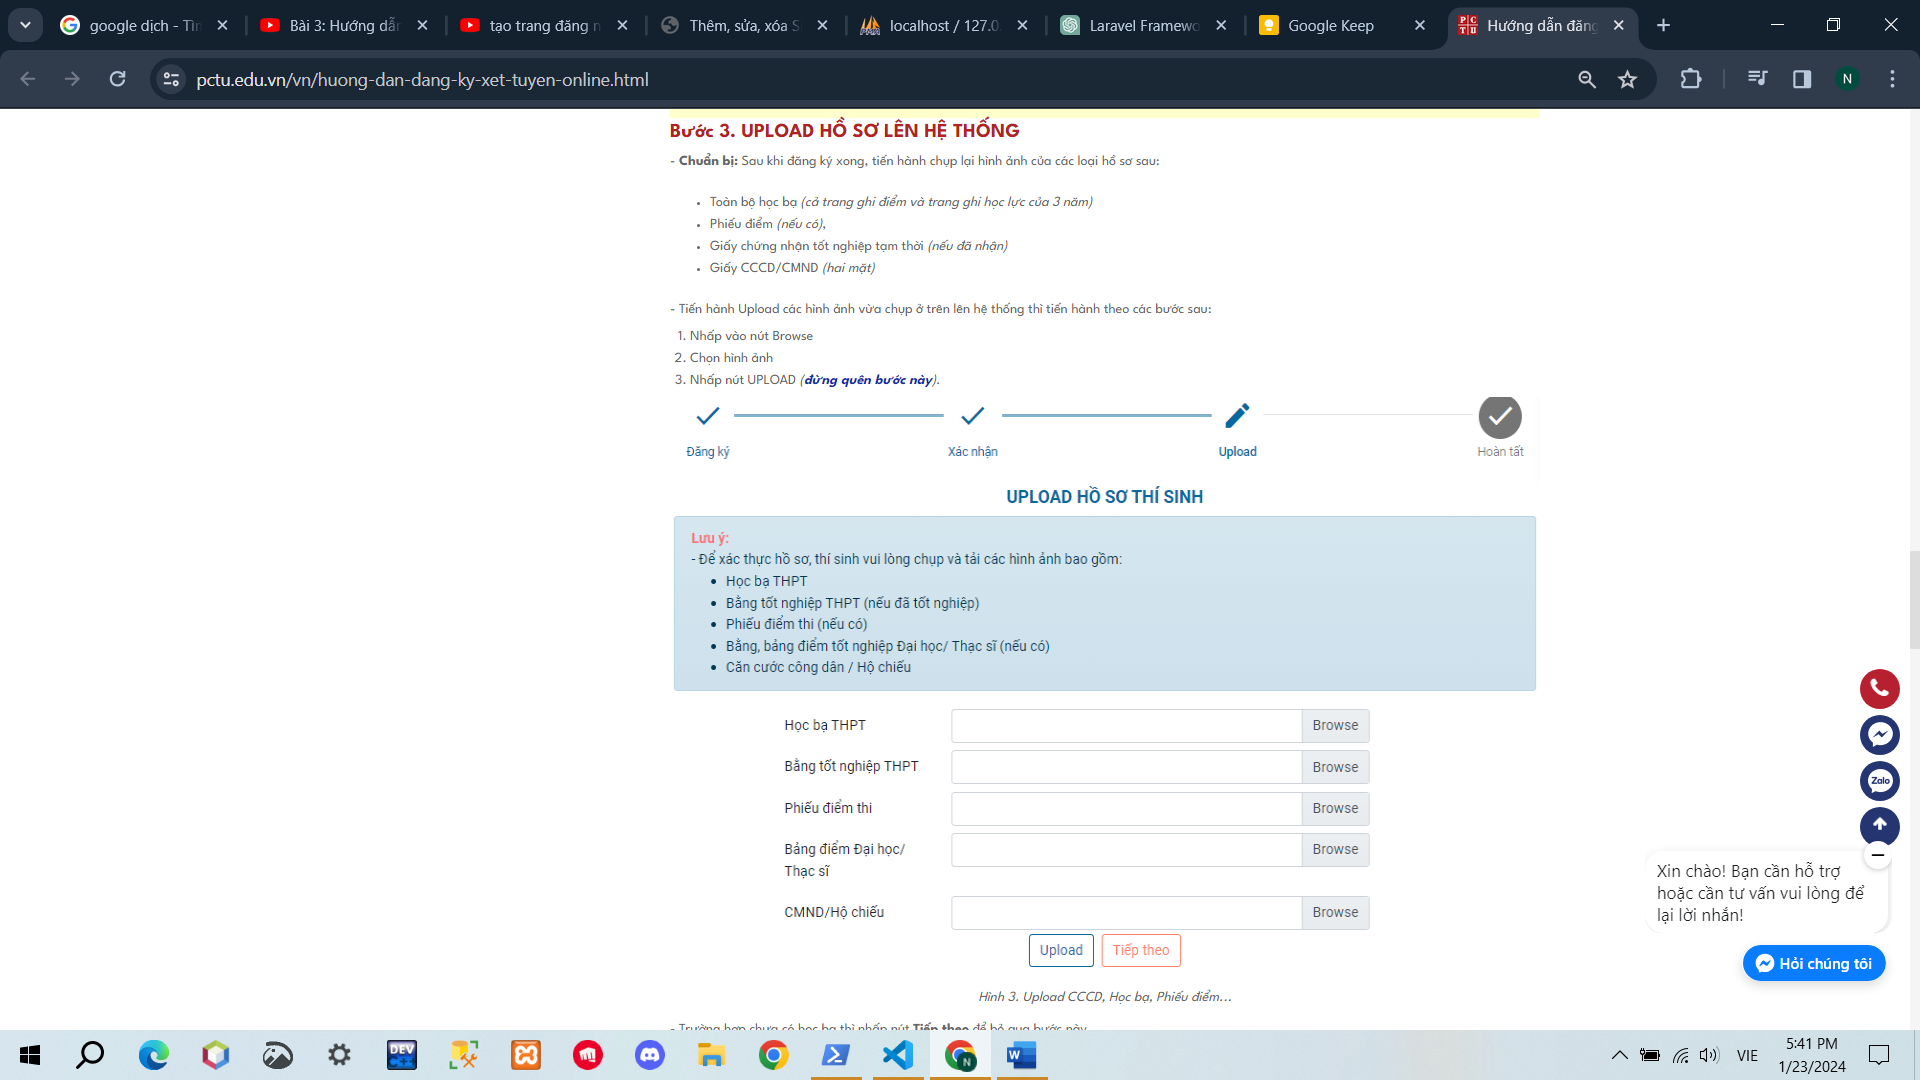 google dịch - Tìn
Bài 3: Hướng dẫn
tạo trang đăng n
Thêm, sửa, xóa S
localhost / 127.0.
Laravel Framewo
Google Keep
Hướng dẫn đăng
pctu.edu.vn/vn/huong-dan-dang-ky-xet-tuyen-online.html
N
Bước 3. UPLOAD HỒ SƠ LÊN HỆ THỐNG
- Chuẩn bị: Sau khi đăng ký xong, tiến hành chụp lại hình ảnh của các loại hồ sơ sau:
• Toàn bộ học bạ (cả trang ghi điểm và trang ghi học lực của 3 năm)
• Phiếu điểm (nếu có),
• Giấy chứng nhận tốt nghiệp tạm thời (nếu đã nhận)
• Giấy CCCD/CMND (hai mặt)
- Tiến hành Upload các hình ảnh vừa chụp ở trên lên hệ thống thì tiến hành theo các bước sau:
1. Nhấp vào nút Browse
2. Chọn hình ảnh
3. Nhấp nút UPLOAD (đừng quên bước này).
Đăng ký
Xác nhận
Upload
Hoàn tất
UPLOAD HỒ SƠ THÍ SINH
Lưu ý:
- Để xác thực hồ sơ, thí sinh vui lòng chụp và tải các hình ảnh bao gồm:
• Học bạ THPT
• Bằng tốt nghiệp THPT (nếu đã tốt nghiệp)
• Phiếu điểm thi (nếu có)
• Bằng, bảng điểm tốt nghiệp Đại học/ Thạc sĩ (nếu có)
• Căn cước công dân / Hộ chiếu
Học bạ THPT
Browse
Bằng tốt nghiệp THPT
Browse
Phiếu điểm thi
Browse
Bảng điểm Đại học/
Thạc sĩ
Browse
CMND/Hộ chiếu
Browse
Upload
Tiếp theo
Hình 3. Upload CCCD, Học bạ, Phiếu điểm...
- Trường hợp chưa có học bạ thì nhấp nút Tiếp theo để bỏ qua bước này
Zalo
Xin chào! Bạn cần hỗ trợ
hoặc cần tư vấn vui lòng để
lại lời nhắn!
Hỏi chúng tôi
DEV
C++
N
W
VIE
5:41 PM
1/23/2024